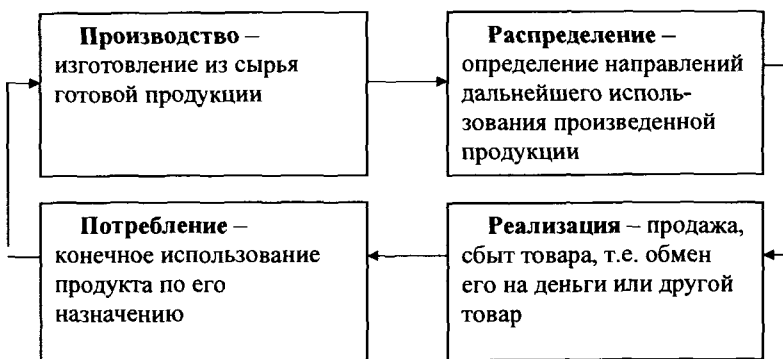 Производство –
изготовление из сырья
готовой продукции
Распределение –
определение направлений
дальнейшего исполь-
зования произведенной
продукции
Потребление –
конечное использование
продукта по его
назначению
Реализация – продажа,
сбыт товара, т.е. обмен
его на деньги или другой
товар